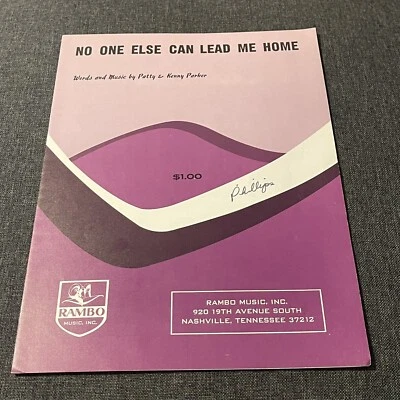 NO ONE ELSE CAN LEAD ME HOME
Words and Music by Patty & Kenny Parker
$1.00
Phillips
RAMBO
MUSIC, INC.
RAMBO MUSIC, INC.
920 19TH AVENUE SOUTH
NASHVILLE, TENNESSEE 37212